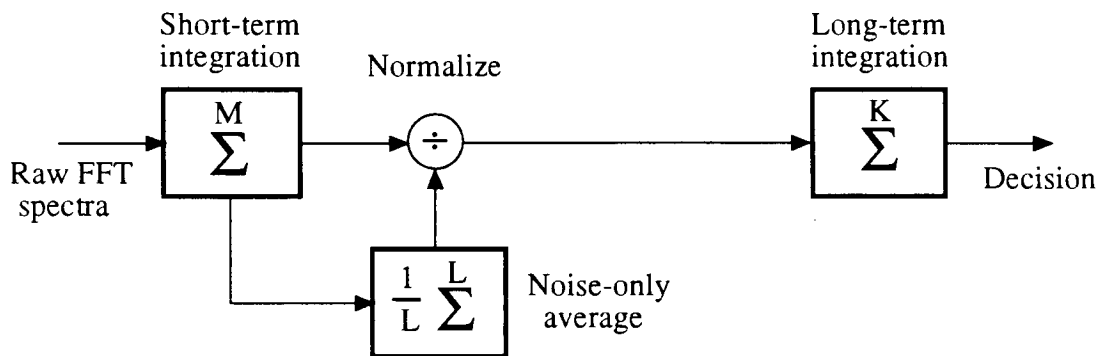 Short-term
integration
Normalize
Long-term
integration
M
Σ
÷
K
Σ
Raw FFT
spectra
Decision
1
L
L
Σ
Noise-only
average